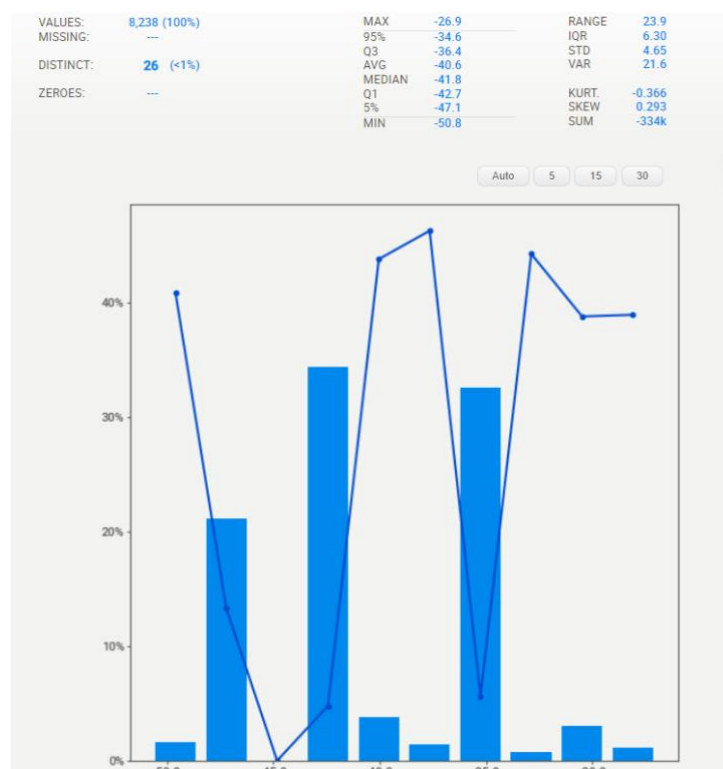 VALUES: 8,238 (100%)
MISSING: ---
DISTINCT: 26 (<1%)
ZEROES: ---
MAX -26.9
95% -34.6
Q3 -36.4
AVG -40.6
MEDIAN -41.8
Q1 -42.7
5% -47.1
MIN -50.8
RANGE 23.9
IQR 6.30
STD 4.65
VAR 21.6
KURT. -0.366
SKEW 0.293
SUM -334k
Auto 5 15 30
40%
30%
20%
10%
0%